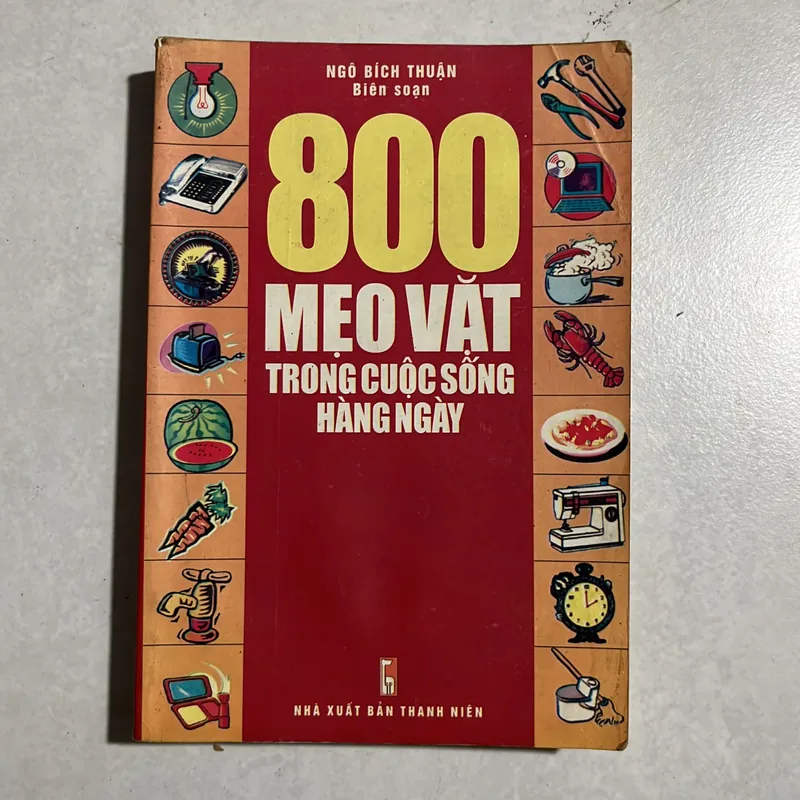 NGÔ BÍCH THUẬN
Biên soạn
800
MẸO VẶT
TRONG CUỘC SỐNG
HÀNG NGÀY
NHÀ XUẤT BẢN THANH NIÊN